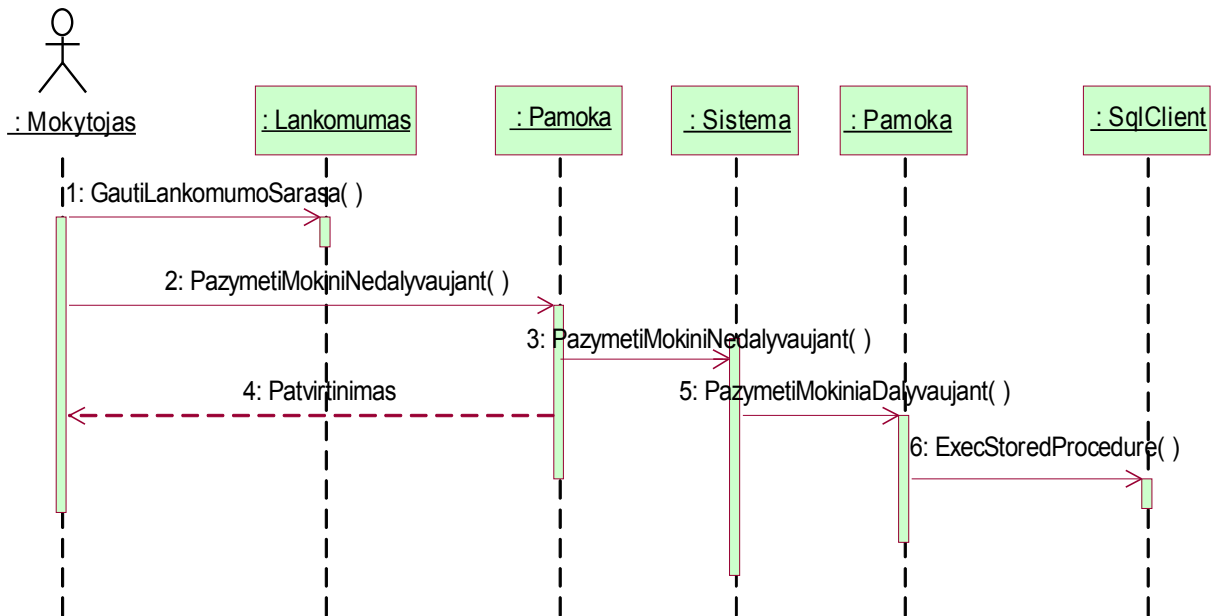 : Mokytojas
: Lankomumas
: Pamoka
: Sistema
: Pamoka
: SqlClient
1: GautiLankomumoSarasa( )
2: PazymetiMokiniNedalyvaujant( )
3: PazymetiMokiniNedalyvaujant( )
4: Patvirtinimas
5: PazymetiMokiniaDalyvaujant( )
6: ExecStoredProcedure( )